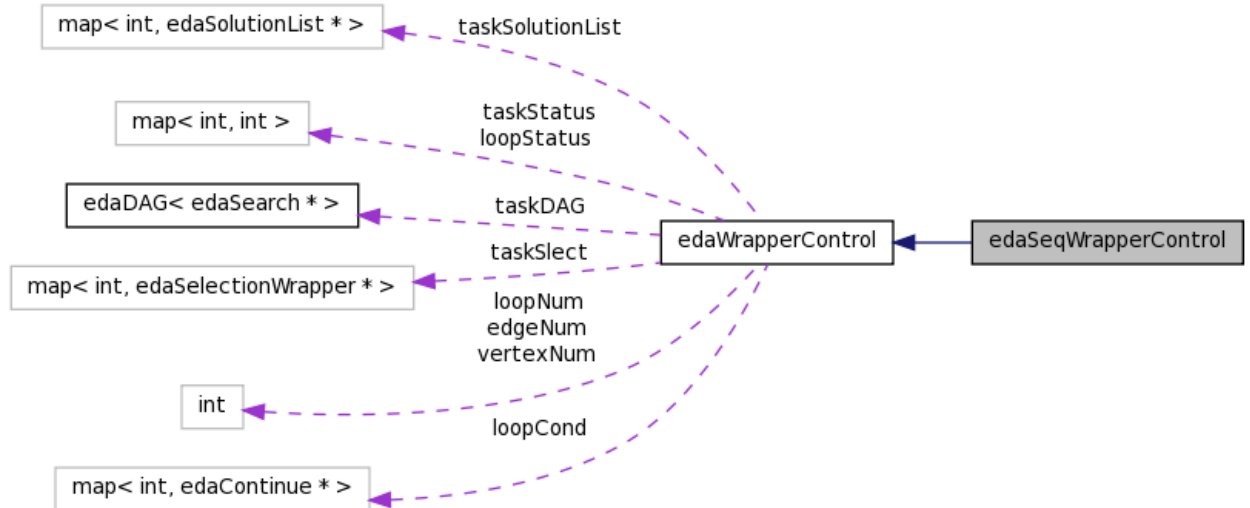 map< int, edaSolutionList * >
taskSolutionList
map< int, int >
taskStatus
loopStatus
edaDAG< edaSearch * >
taskDAG
edaWrapperControl
edaSeqWrapperControl
taskSlect
map< int, edaSelectionWrapper * >
loopNum
edgeNum
vertexNum
int
loopCond
map< int, edaContinue * >